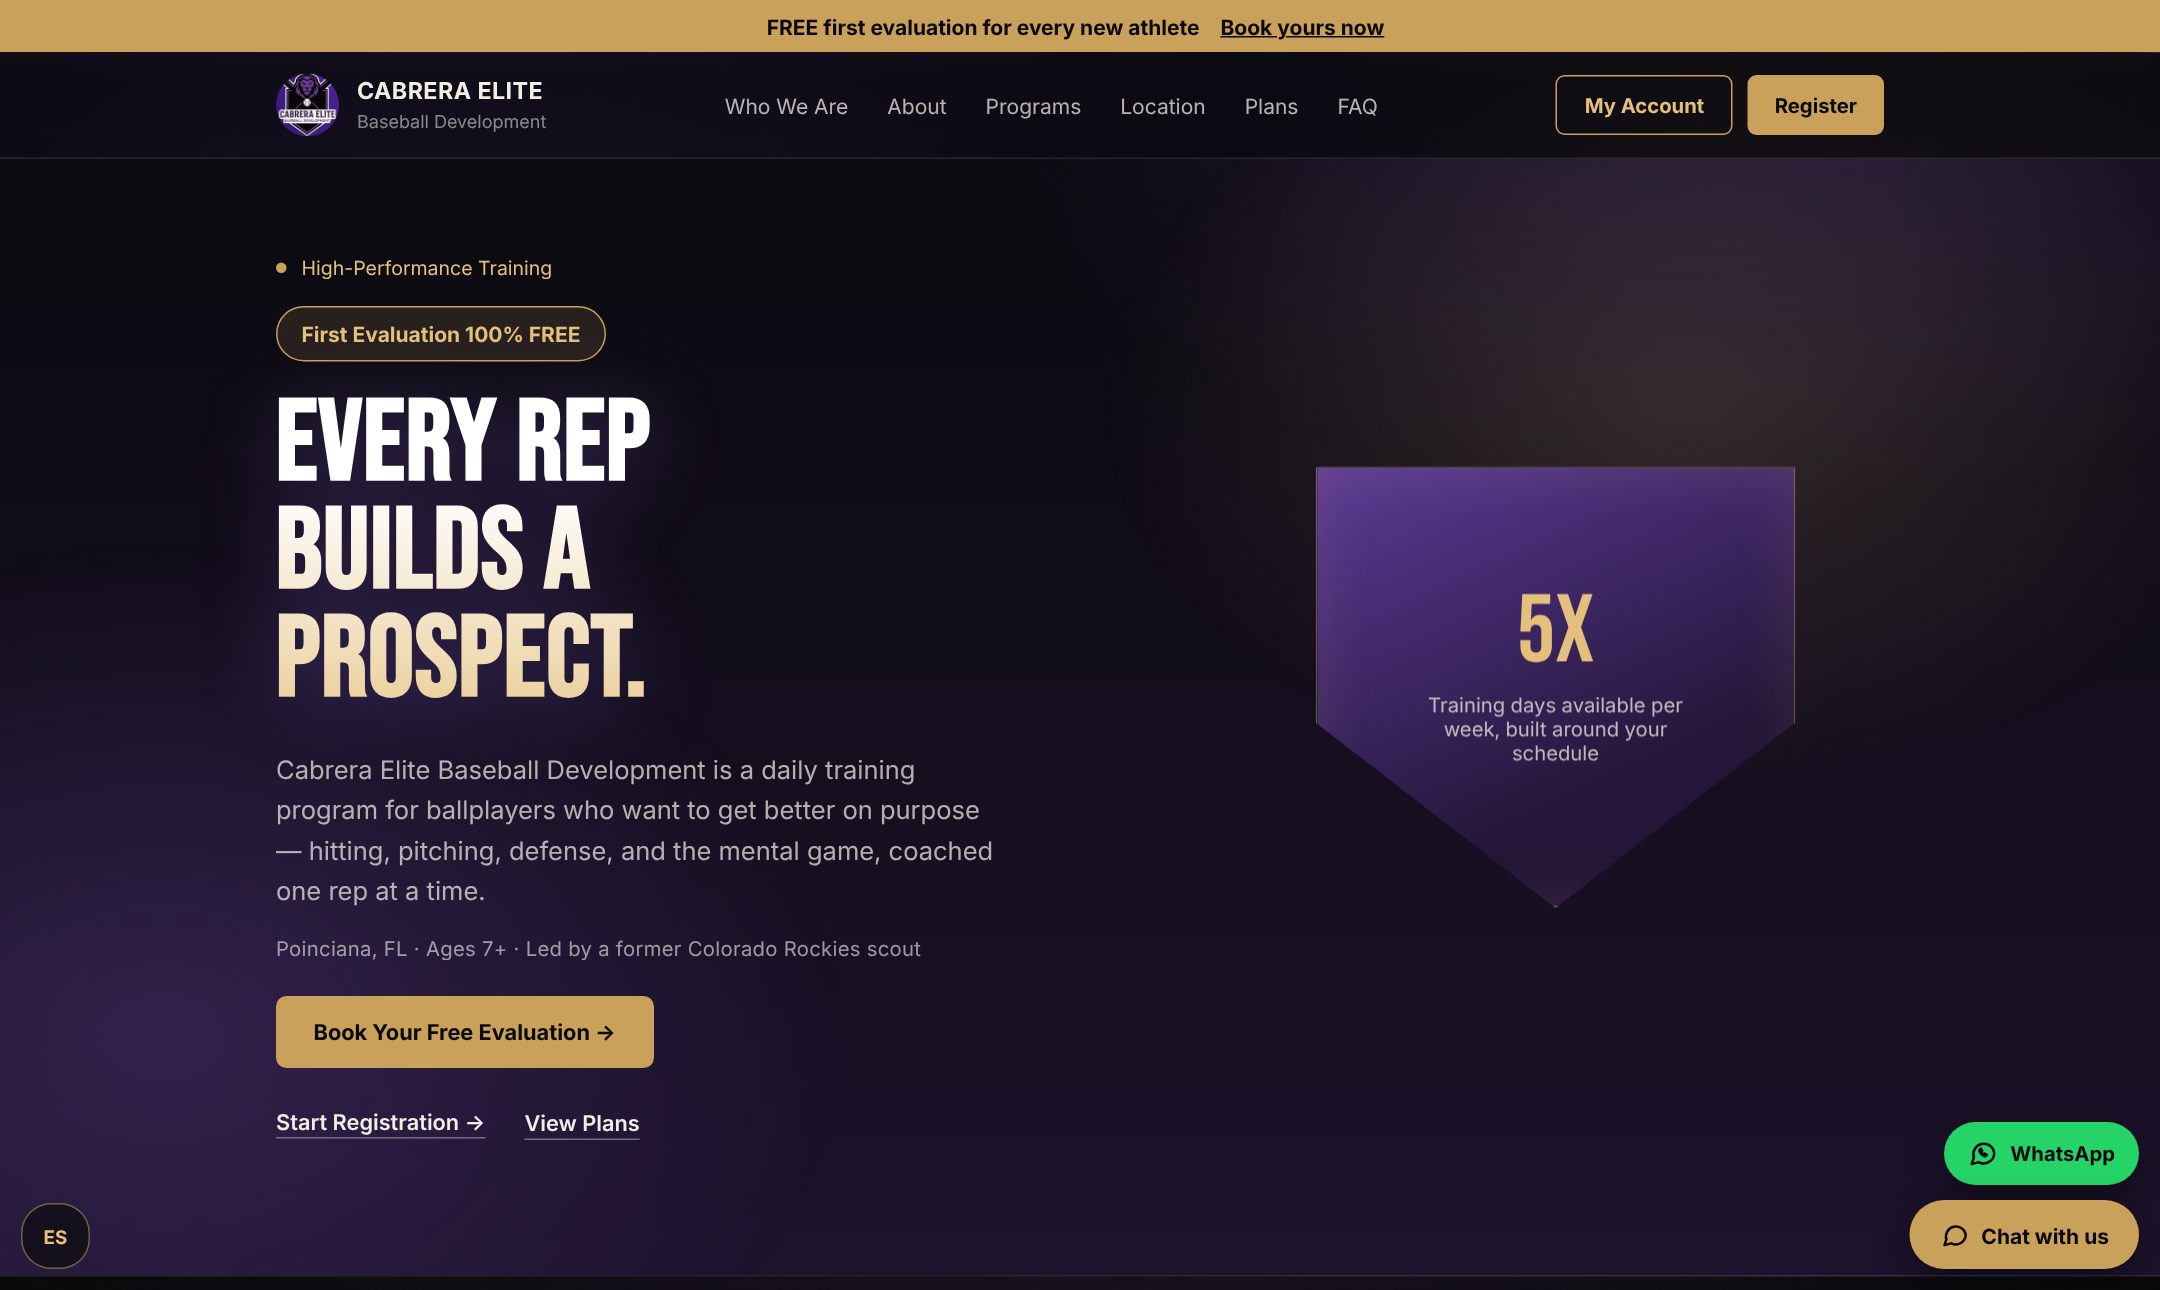 FREE first evaluation for every new athlete Book yours now
CABRERA ELITE
BASEBALL DEVELOPMENT
CABRERA ELITE
Baseball Development
Who We Are About Programs Location Plans FAQ
My Account Register
High-Performance Training
First Evaluation 100% FREE
EVERY REP
BUILDS A
PROSPECT.
5X
Training days available per
week, built around your
schedule
Cabrera Elite Baseball Development is a daily training
program for ballplayers who want to get better on purpose
— hitting, pitching, defense, and the mental game, coached
one rep at a time.
Poinciana, FL · Ages 7+ · Led by a former Colorado Rockies scout
Book Your Free Evaluation →
Start Registration → View Plans
WhatsApp
ES
Chat with us